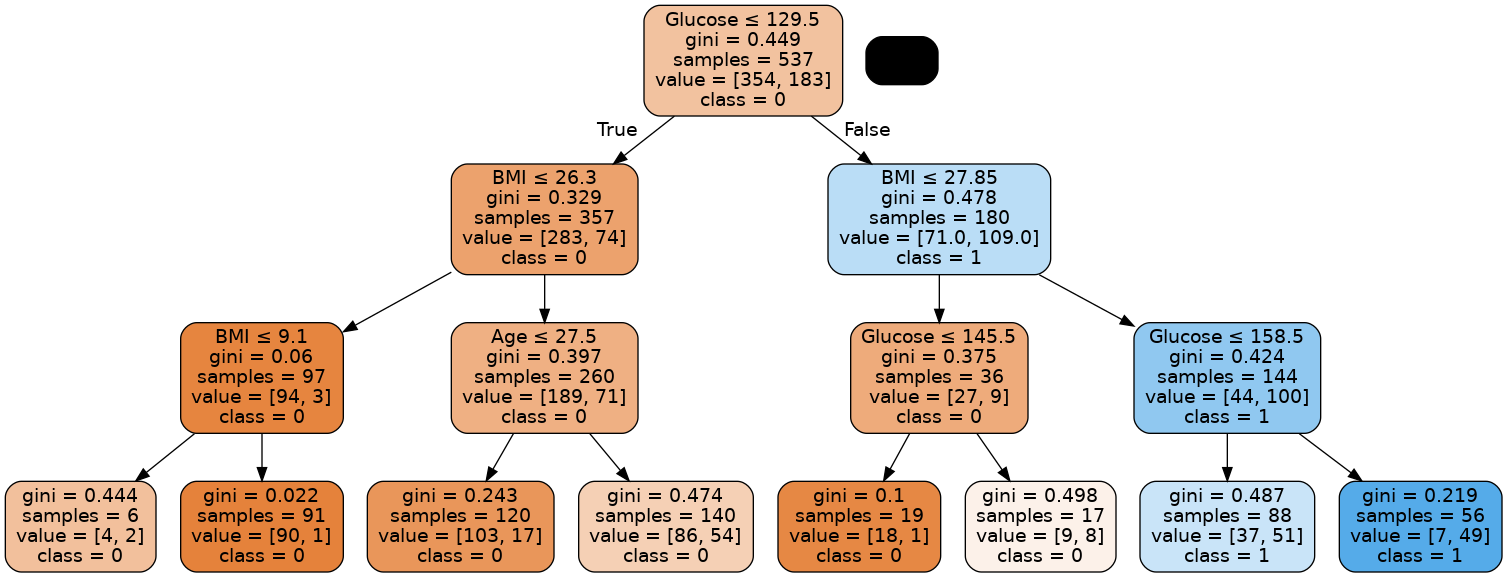 Glucose ≤ 129.5
gini = 0.449
samples = 537
value = [354, 183]
class = 0
True
False
BMI ≤ 26.3
gini = 0.329
samples = 357
value = [283, 74]
class = 0
BMI ≤ 27.85
gini = 0.478
samples = 180
value = [71.0, 109.0]
class = 1
BMI ≤ 9.1
gini = 0.06
samples = 97
value = [94, 3]
class = 0
Age ≤ 27.5
gini = 0.397
samples = 260
value = [189, 71]
class = 0
Glucose ≤ 145.5
gini = 0.375
samples = 36
value = [27, 9]
class = 0
Glucose ≤ 158.5
gini = 0.424
samples = 144
value = [44, 100]
class = 1
gini = 0.444
samples = 6
value = [4, 2]
class = 0
gini = 0.022
samples = 91
value = [90, 1]
class = 0
gini = 0.243
samples = 120
value = [103, 17]
class = 0
gini = 0.474
samples = 140
value = [86, 54]
class = 0
gini = 0.1
samples = 19
value = [18, 1]
class = 0
gini = 0.498
samples = 17
value = [9, 8]
class = 0
gini = 0.487
samples = 88
value = [37, 51]
class = 1
gini = 0.219
samples = 56
value = [7, 49]
class = 1